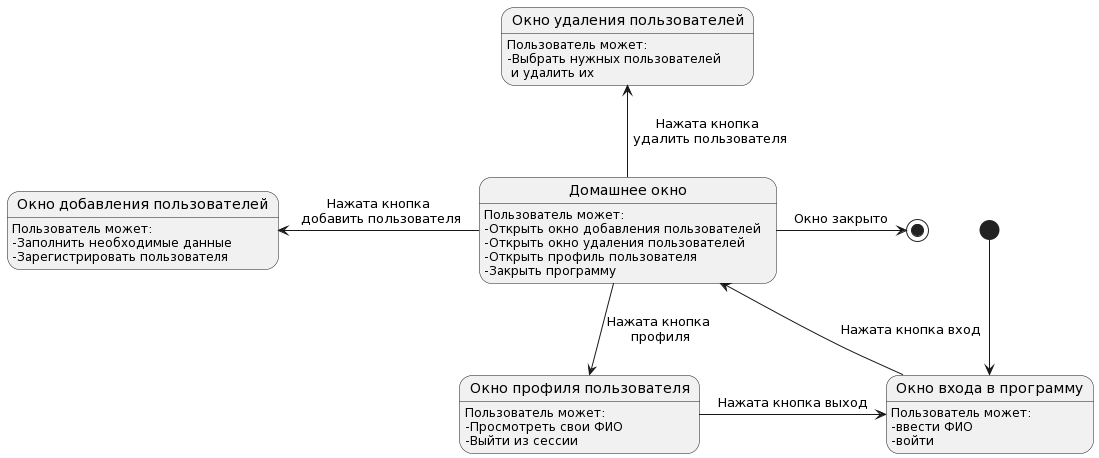 Окно удаления пользователей
Пользователь может:
-Выбрать нужных пользователей
и удалить их
Нажата кнопка
удалить пользователя
Окно добавления пользователей
Пользователь может:
-Заполнить необходимые данные
-Зарегистрировать пользователя
Нажата кнопка
добавить пользователя
Домашнее окно
Пользователь может:
-Открыть окно добавления пользователей
-Открыть окно удаления пользователей
-Открыть профиль пользователя
-Закрыть программу
Окно закрыто
Нажата кнопка
профиля
Нажата кнопка вход
Окно профиля пользователя
Пользователь может:
-Просмотреть свои ФИО
-Выйти из сессии
Нажата кнопка выход
Окно входа в программу
Пользователь может:
-ввести ФИО
-войти